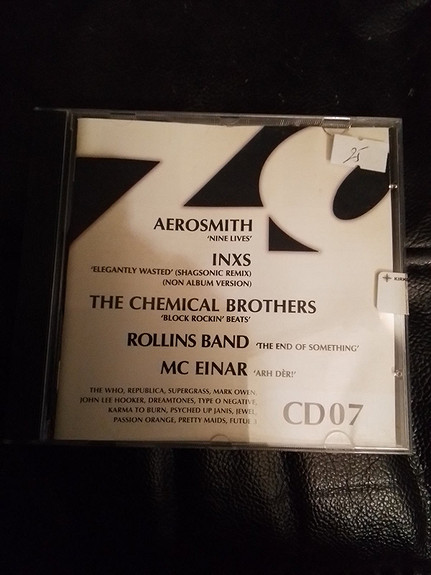 ZO
25
AEROSMITH
'NINE LIVES'
INXS
'ELEGANTLY WASTED' (SHAGSONIC REMIX)
(NON ALBUM VERSION)
THE CHEMICAL BROTHERS
'BLOCK ROCKIN' BEATS'
ROLLINS BAND 'THE END OF SOMETHING'
MC EINAR 'ARH DÈR!'
THE WHO, REPUBLICA, SUPERGRASS, MARK OWEN,
JOHN LEE HOOKER, DREAMTONES, TYPE O NEGATIVE,
KARMA TO BURN, PSYCHED UP JANIS, JEWEL,
PASSION ORANGE, PRETTY MAIDS,
CD 07